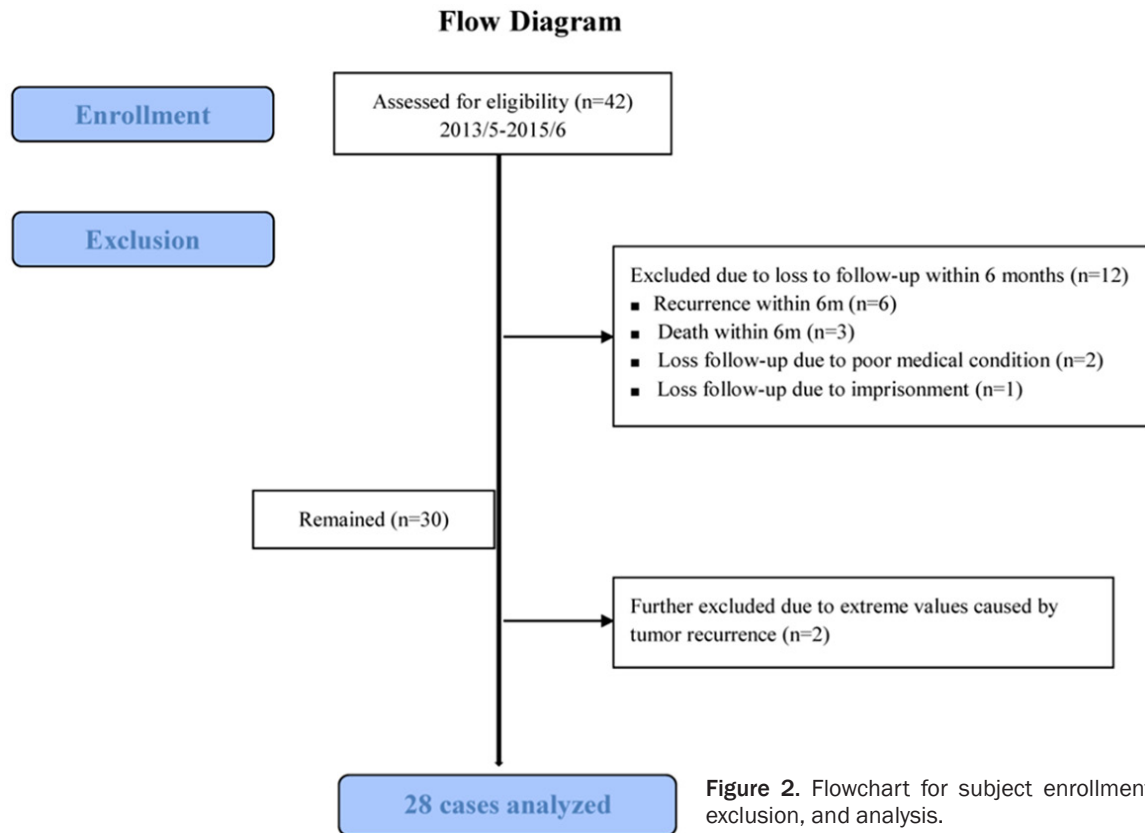 Flow Diagram
Enrollment
Assessed for eligibility (n=42)
2013/5-2015/6
Exclusion
Excluded due to loss to follow-up within 6 months (n=12)
▪ Recurrence within 6m (n=6)
▪ Death within 6m (n=3)
▪ Loss follow-up due to poor medical condition (n=2)
▪ Loss follow-up due to imprisonment (n=1)
Remained (n=30)
Further excluded due to extreme values caused by
tumor recurrence (n=2)
28 cases analyzed
Figure 2. Flowchart for subject enrollment
exclusion, and analysis.